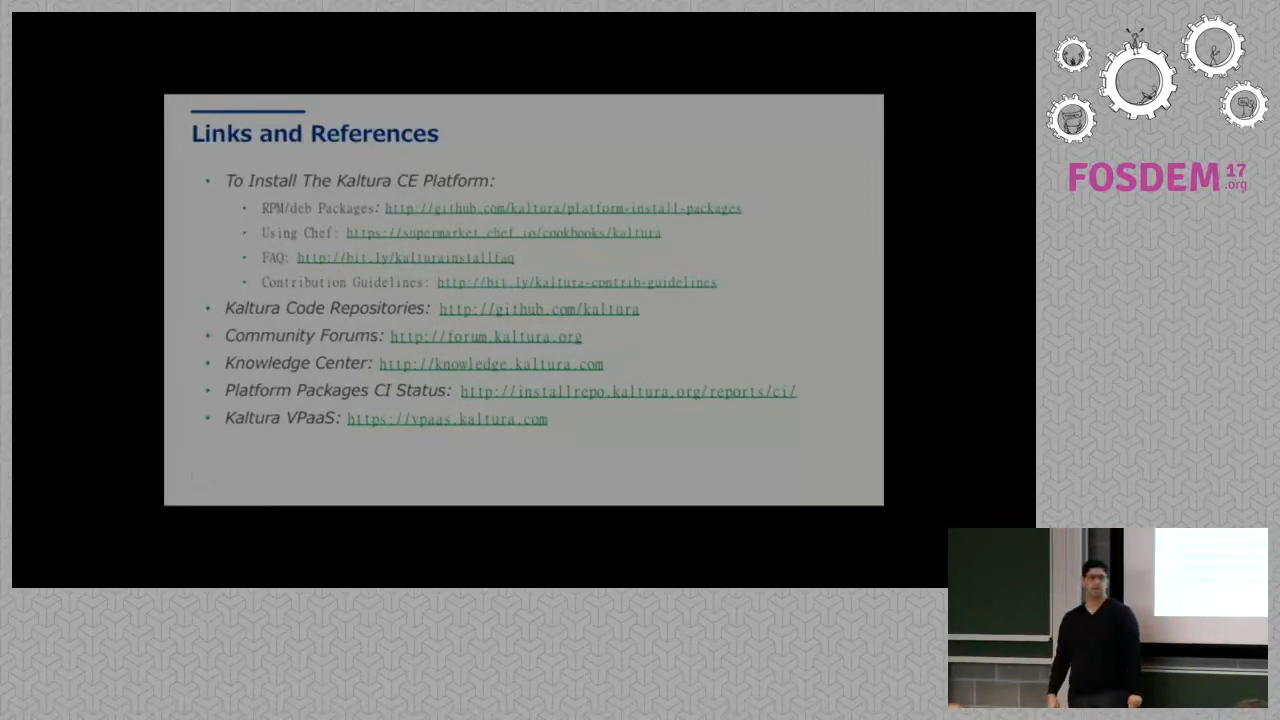 Links and References
• To Install The Kaltura CE Platform:
• RPM/deb Packages: http://github.com/kaltura/platform-install-packages
• Using Chef: https://supermarket.chef.io/cookbooks/kaltura
• FAQ: http://bit.ly/kalturainstallfaq
• Contribution Guidelines: http://bit.ly/kaltura-contrib-guidelines
• Kaltura Code Repositories: http://github.com/kaltura
• Community Forums: http://forum.kaltura.org
• Knowledge Center: http://knowledge.kaltura.com
• Platform Packages CI Status: http://installrepo.kaltura.org/reports/ci/
• Kaltura VPaaS: https://vpaas.kaltura.com
FOSDEM 17
.org